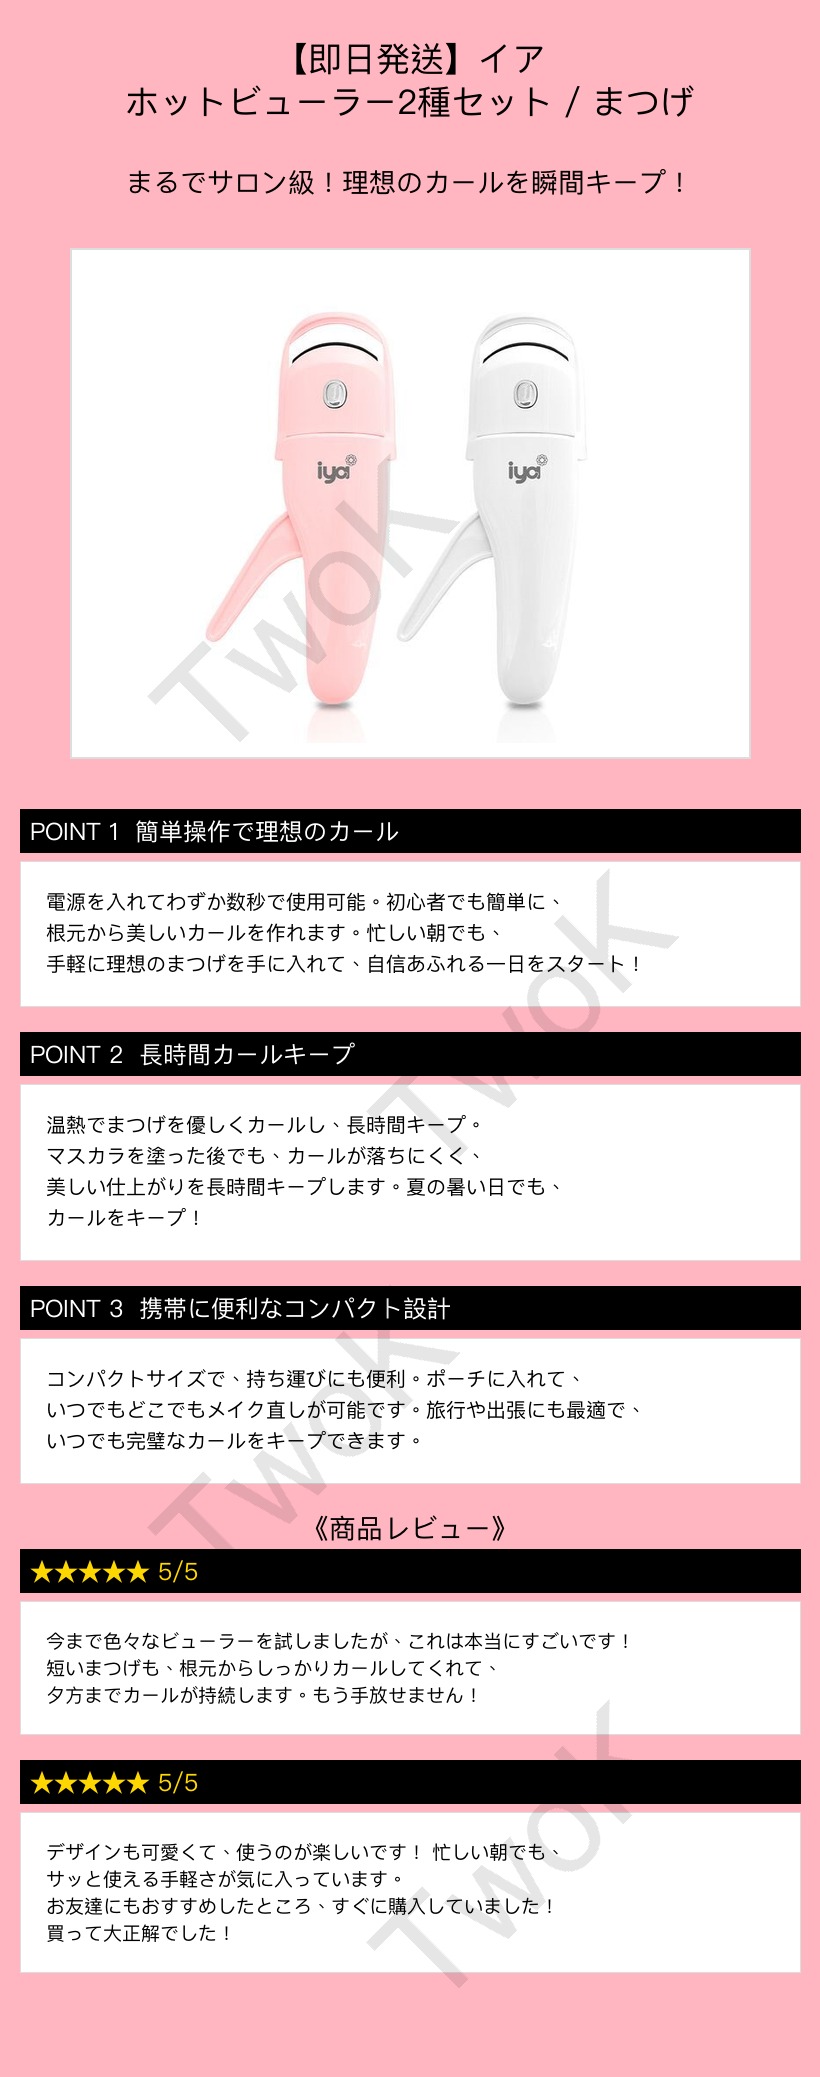 【即日発送】イア
ホットビューラー2種セット / まつげ
まるでサロン級！理想のカールを瞬間キープ！
iya
iya
Twok
POINT 1 簡単操作で理想のカール
電源を入れてわずか数秒で使用可能。初心者でも簡単に、
根元から美しいカールを作れます。忙しい朝でも、
手軽に理想のまつげを手に入れて、自信あふれる一日をスタート！
Twok
POINT 2 長時間カールキープ
温熱でまつげを優しくカールし、長時間キープ。
マスカラを塗った後でも、カールが落ちにくく、
美しい仕上がりを長時間キープします。夏の暑い日でも、
カールをキープ！
POINT 3 携帯に便利なコンパクト設計
コンパクトサイズで、持ち運びにも便利。ポーチに入れて、
いつでもどこでもメイク直しが可能です。旅行や出張にも最適で、
いつでも完璧なカールをキープできます。
Twok
《商品レビュー》
★★★★★ 5/5
今まで色々なビューラーを試しましたが、これは本当にすごいです！
短いまつげも、根元からしっかりカールしてくれて、
夕方までカールが持続します。もう手放せません！
★★★★★ 5/5
デザインも可愛くて、使うのが楽しいです！ 忙しい朝でも、
サッと使える手軽さが気に入っています。
お友達にもおすすめしたところ、すぐに購入していました！
買って大正解でした！
Twok